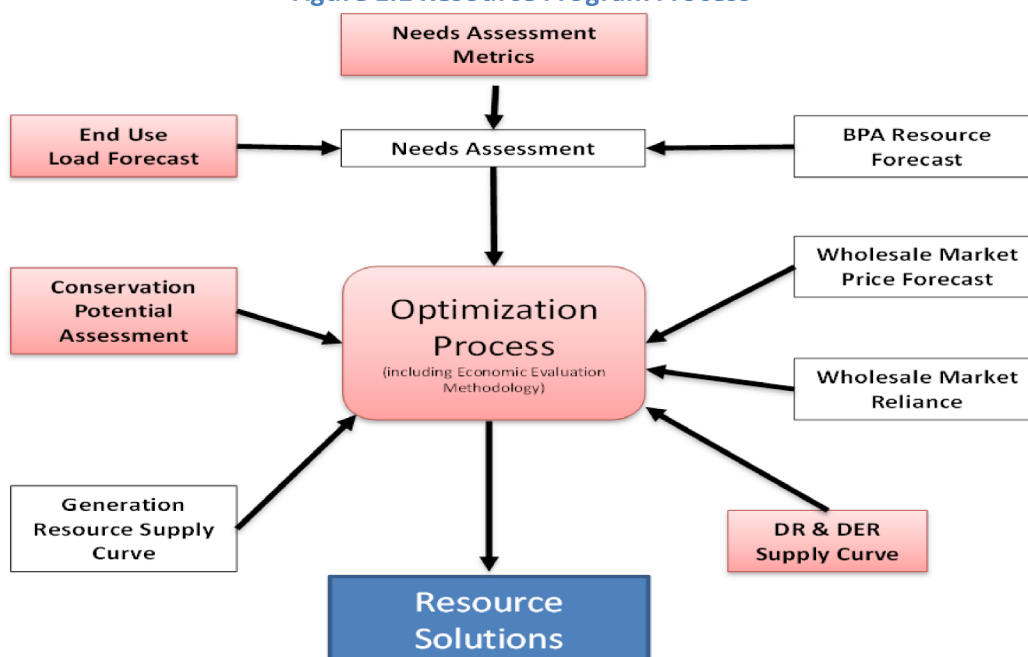 Needs Assessment
Metrics
End Use
Load Forecast
Needs Assessment
BPA Resource
Forecast
Conservation
Potential
Assessment
Optimization
Process
(including Economic Evaluation
Methodology)
Wholesale Market
Price Forecast
Wholesale Market
Reliance
Generation
Resource Supply
Curve
DR & DER
Supply Curve
Resource
Solutions